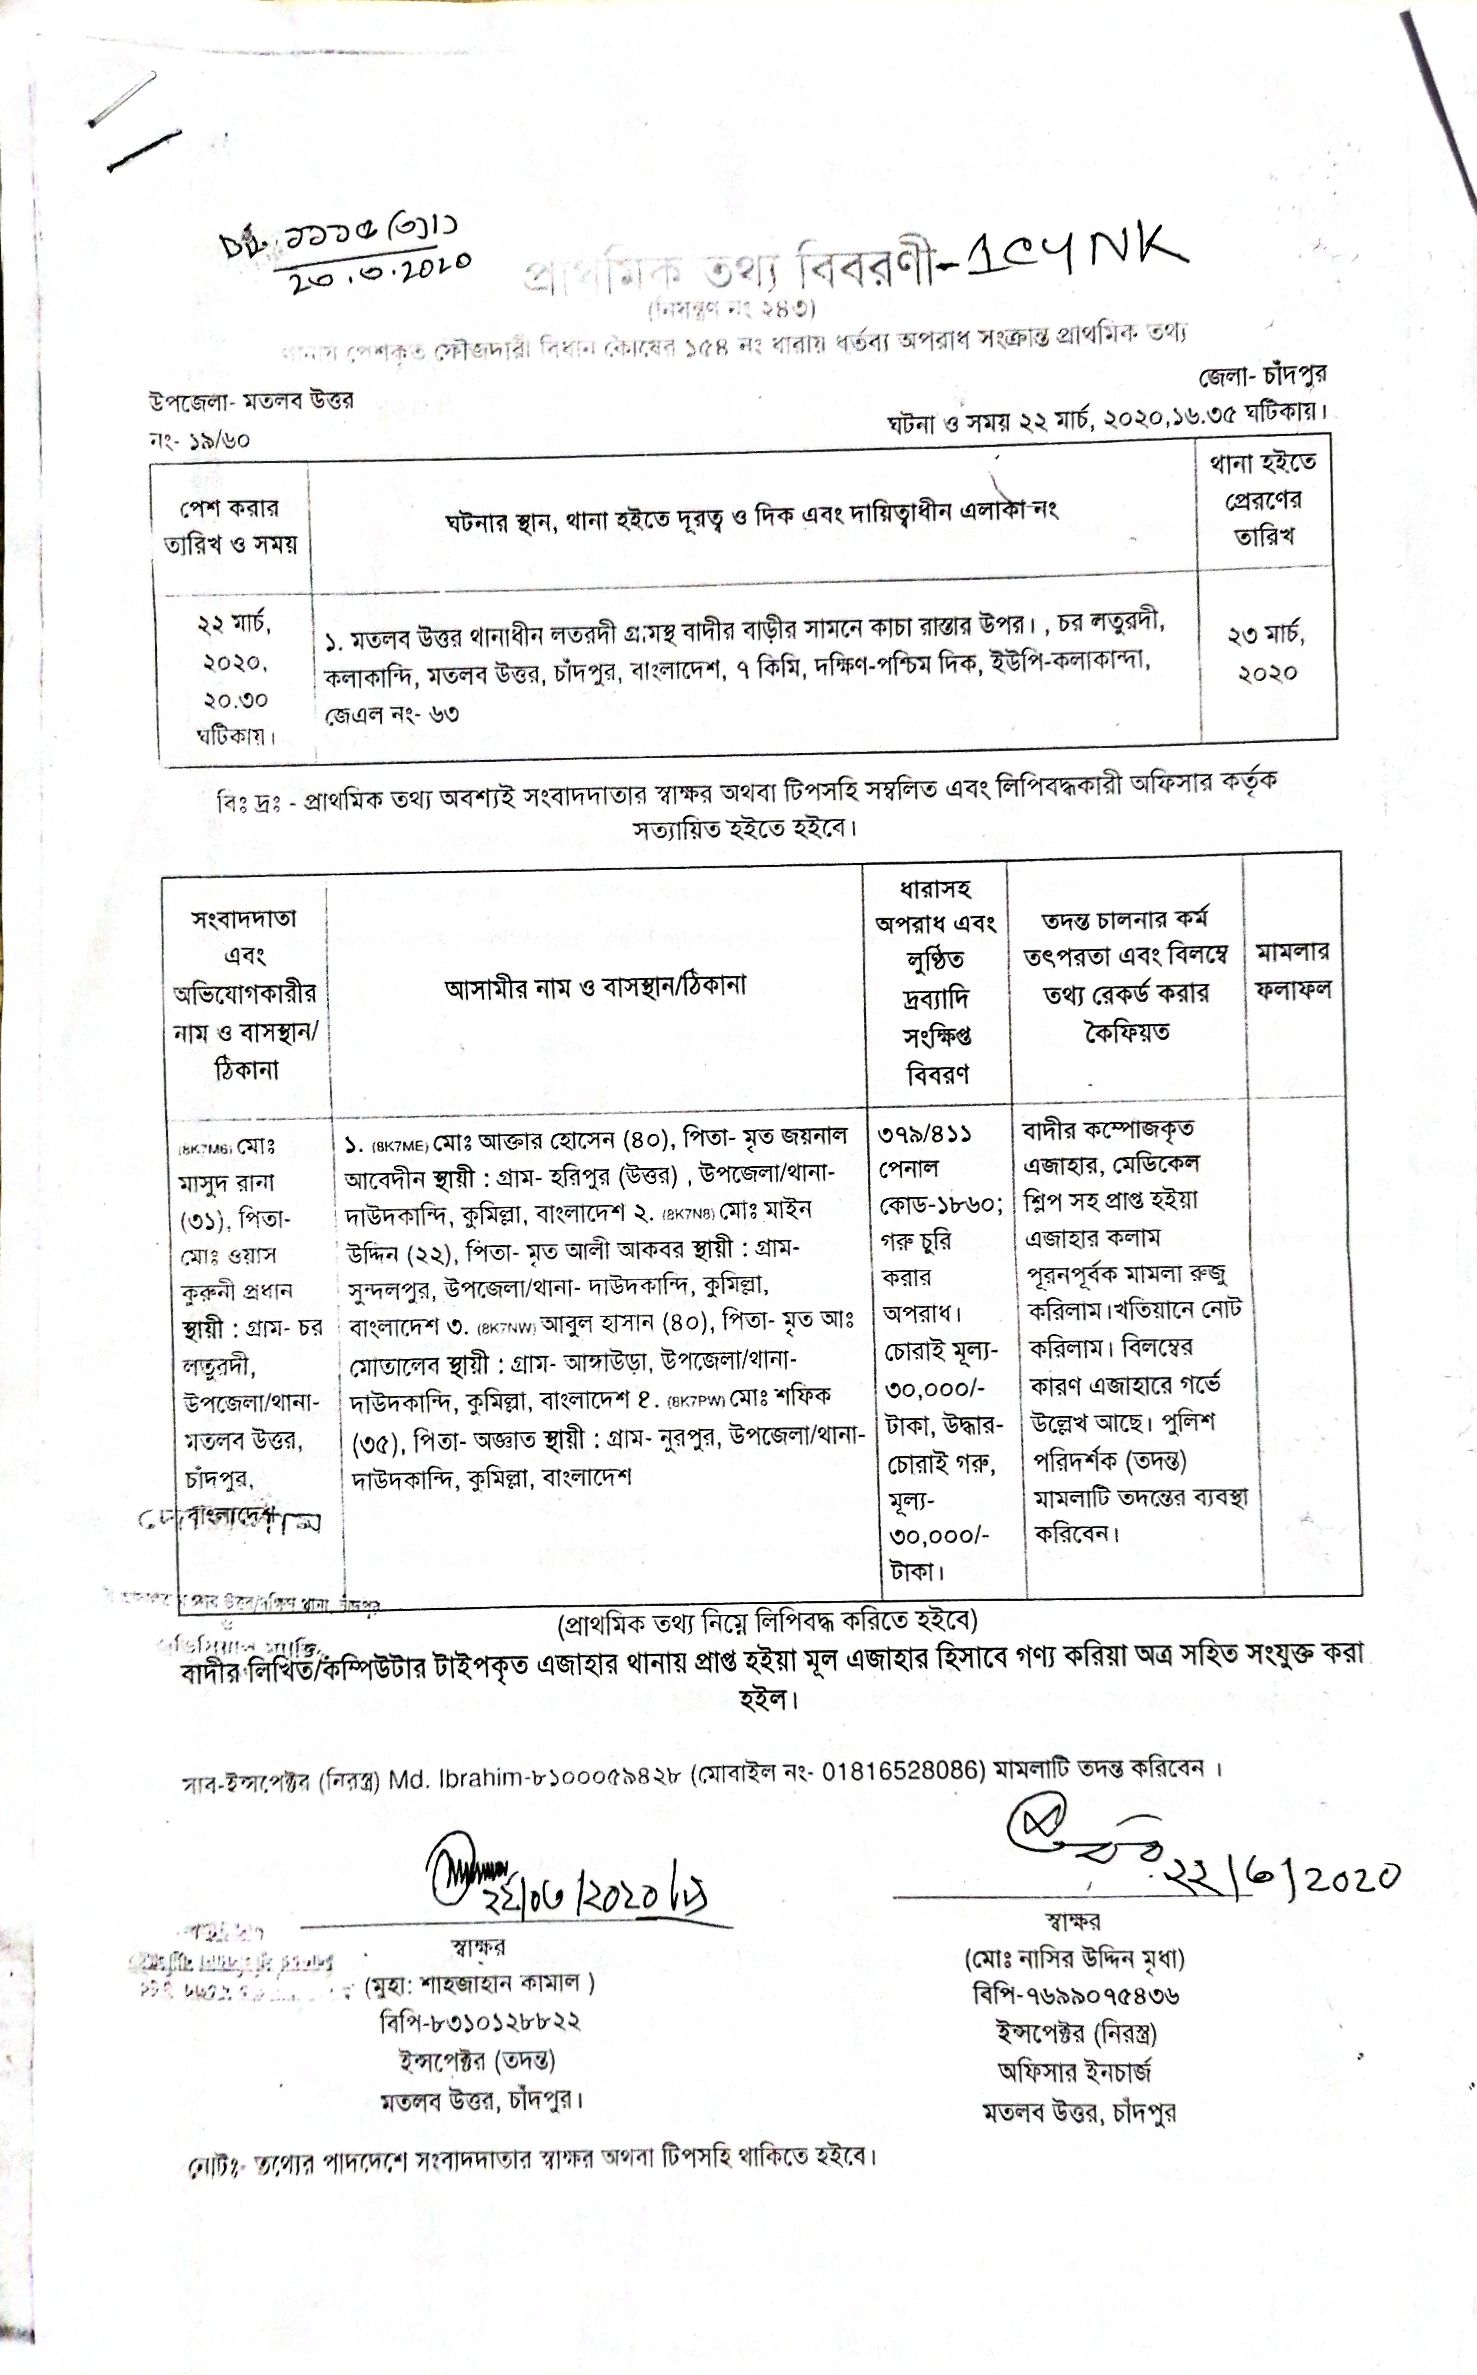 ১১১৫(৩)১
২৩.৩.2020
প্রাথমিক তথ্য বিবরণী-1CYNK
(নিয়ন্ত্রণ নং ২৪৩)
থানায় পেশকৃত ফৌজদারী বিধান কোষের ১৫৪ নং ধারায় ধর্তব্য অপরাধ সংক্রান্ত প্রাথমিক তথ্য
জেলা- চাঁদপুর
উপজেলা- মতলব উত্তর
ঘটনা ও সময় ২২ মার্চ, ২০২০,১৬.৩৫ ঘটিকায়।
নং- ১৯/৬০
পেশ করার
তারিখ ও সময়
ঘটনার স্থান, থানা হইতে দূরত্ব ও দিক এবং দায়িত্বাধীন এলাকা নং
থানা হইতে
প্রেরণের
তারিখ
২২ মার্চ,
২০২০,
২০.৩০
ঘটিকায়।
১. মতলব উত্তর থানাধীন লতরদী গ্রামস্থ বাদীর বাড়ীর সামনে কাচা রাস্তার উপর। , চর লতুরদী,
কলাকান্দি, মতলব উত্তর, চাঁদপুর, বাংলাদেশ, ৭ কিমি, দক্ষিণ-পশ্চিম দিক, ইউপি-কলাকান্দা,
জেএল নং- ৬৩
২৩ মার্চ,
২০২০
বিঃ দ্রঃ - প্রাথমিক তথ্য অবশ্যই সংবাদদাতার স্বাক্ষর অথবা টিপসহি সম্বলিত এবং লিপিবদ্ধকারী অফিসার কর্তৃক
সত্যায়িত হইতে হইবে।
সংবাদদাতা
এবং
অভিযোগকারীর
নাম ও বাসস্থান/
ঠিকানা
আসামীর নাম ও বাসস্থান/ঠিকানা
ধারাসহ
অপরাধ এবং
লুণ্ঠিত
দ্রব্যাদি
সংক্ষিপ্ত
বিবরণ
তদন্ত চালনার কর্ম
তৎপরতা এবং বিলম্বে
তথ্য রেকর্ড করার
কৈফিয়ত
মামলার
ফলাফল
(8K7M6) মোঃ
মাসুদ রানা
(৩১), পিতা-
মোঃ ওয়াস
কুরুনী প্রধান
স্থায়ী : গ্রাম- চর
লতুরদী,
উপজেলা/থানা-
মতলব উত্তর,
চাঁদপুর,
বাংলাদেশ
১. (8K7ME) মোঃ আক্তার হোসেন (৪০), পিতা- মৃত জয়নাল
আবেদীন স্থায়ী : গ্রাম- হরিপুর (উত্তর) , উপজেলা/থানা-
দাউদকান্দি, কুমিল্লা, বাংলাদেশ ২. (8K7N8) মোঃ মাইন
উদ্দিন (২২), পিতা- মৃত আলী আকবর স্থায়ী : গ্রাম-
সুন্দলপুর, উপজেলা/থানা- দাউদকান্দি, কুমিল্লা,
বাংলাদেশ ৩. (8K7NW) আবুল হাসান (৪০), পিতা- মৃত আঃ
মোতালেব স্থায়ী : গ্রাম- আঙ্গাউড়া, উপজেলা/থানা-
দাউদকান্দি, কুমিল্লা, বাংলাদেশ ৪. (8K7PW) মোঃ শফিক
(৩৫), পিতা- অজ্ঞাত স্থায়ী : গ্রাম- নুরপুর, উপজেলা/থানা-
দাউদকান্দি, কুমিল্লা, বাংলাদেশ
৩৭৯/৪১১
পেনাল
কোড-১৮৬০;
গরু চুরি
করার
অপরাধ।
চোরাই মূল্য-
৩০,০০০/-
টাকা, উদ্ধার-
চোরাই গরু,
মূল্য-
৩০,০০০/-
টাকা।
বাদীর কম্পোজকৃত
এজাহার, মেডিকেল
শ্লিপ সহ প্রাপ্ত হইয়া
এজাহার কলাম
পূরনপূর্বক মামলা রুজু
করিলাম।খতিয়ানে নোট
করিলাম। বিলম্বের
কারণ এজাহারে গর্ভে
উল্লেখ আছে। পুলিশ
পরিদর্শক (তদন্ত)
মামলাটি তদন্তের ব্যবস্থা
করিবেন।
(প্রাথমিক তথ্য নিম্নে লিপিবদ্ধ করিতে হইবে)
বাদীর লিখিত/কম্পিউটার টাইপকৃত এজাহার থানায় প্রাপ্ত হইয়া মূল এজাহার হিসাবে গণ্য করিয়া অত্র সহিত সংযুক্ত করা
হইল।
সাব-ইন্সপেক্টর (নিরস্ত্র) Md. Ibrahim-৮১০০০৫৯৪২৮ (মোবাইল নং- 01816528086) মামলাটি তদন্ত করিবেন ।
২২/০৩/2020
২২/৩/2020
স্বাক্ষর
(মুহা: শাহজাহান কামাল )
বিপি-৮৩১০১২৮৮২২
ইন্সপেক্টর (তদন্ত)
মতলব উত্তর, চাঁদপুর।
স্বাক্ষর
(মোঃ নাসির উদ্দিন মৃধা)
বিপি-৭৬৯৯০৭৫৪৩৬
ইন্সপেক্টর (নিরস্ত্র)
অফিসার ইনচার্জ
মতলব উত্তর, চাঁদপুর
নোটঃ- তথ্যের পাদদেশে সংবাদদাতার স্বাক্ষর অথবা টিপসহি থাকিতে হইবে।